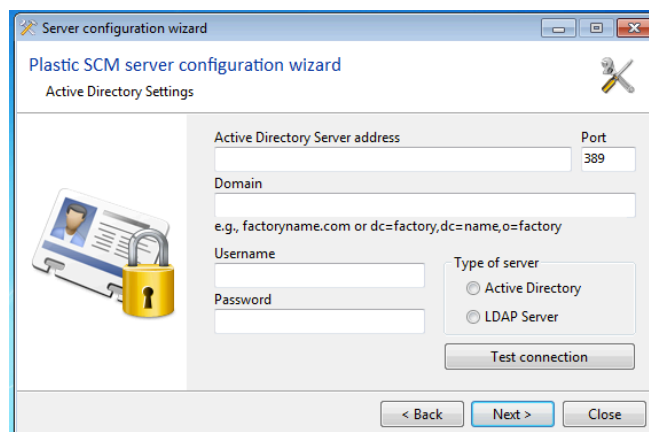 Server configuration wizard
Plastic SCM server configuration wizard
Active Directory Settings
Active Directory Server address
Port
389
Domain
e.g., factoryname.com or dc=factory,dc=name,o=factory
Username
Type of server
Active Directory
Password
LDAP Server
Test connection
< Back
Next >
Close